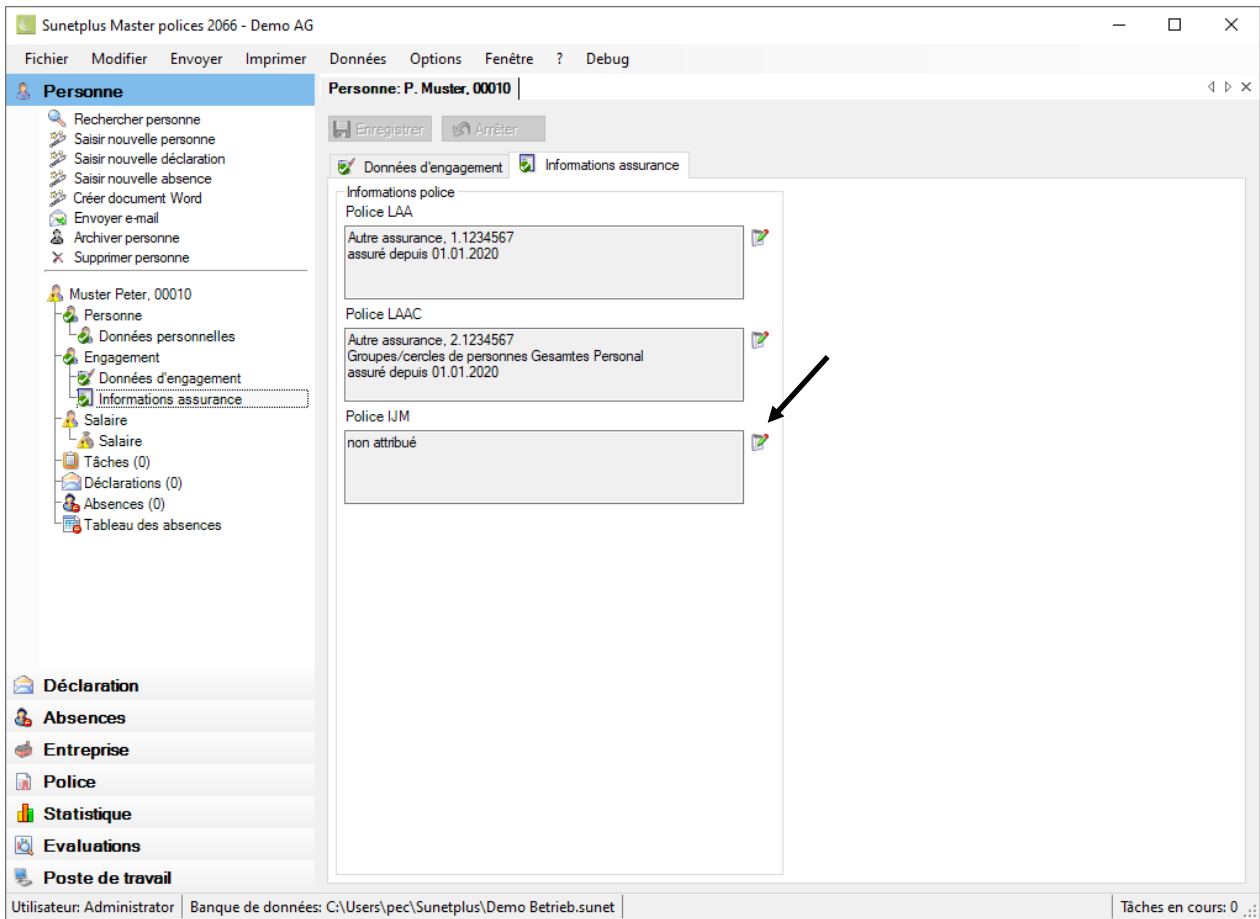 Sunetplus Master polices 2066 - Demo AG
Fichier Modifier Envoyer Imprimer Données Options Fenêtre ? Debug
Personne
Rechercher personne
Saisir nouvelle personne
Saisir nouvelle déclaration
Saisir nouvelle absence
Créer document Word
Envoyer e-mail
Archiver personne
Supprimer personne
Muster Peter, 00010
Personne
Données personnelles
Engagement
Données d'engagement
Informations assurance
Salaire
Salaire
Tâches (0)
Déclarations (0)
Absences (0)
Tableau des absences
Déclaration
Absences
Entreprise
Police
Statistique
Evaluations
Poste de travail
Personne: P. Muster, 00010
Enregistrer Arrêter
Données d'engagement Informations assurance
Informations police
Police LAA
Autre assurance, 1.1234567
assuré depuis 01.01.2020
Police LAAC
Autre assurance, 2.1234567
Groupes/cercles de personnes Gesamtes Personal
assuré depuis 01.01.2020
Police IJM
non attribué
Utilisateur: Administrator Banque de données: C:\Users\pec\Sunetplus\Demo Betrieb.sunet Tâches en cours: 0